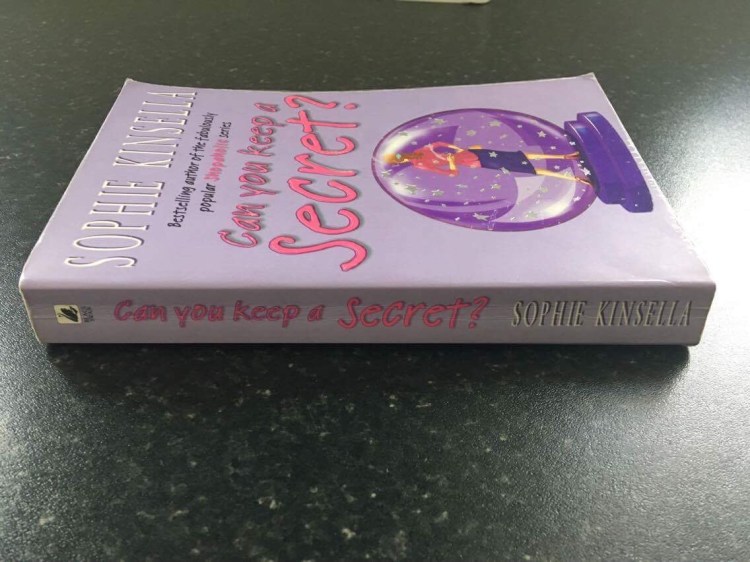 SOPHIE KINSELLA
Bestselling author of the fabulously
popular Shopaholic series
Can you keep a
Secret?
Can you keep a Secret? SOPHIE KINSELLA